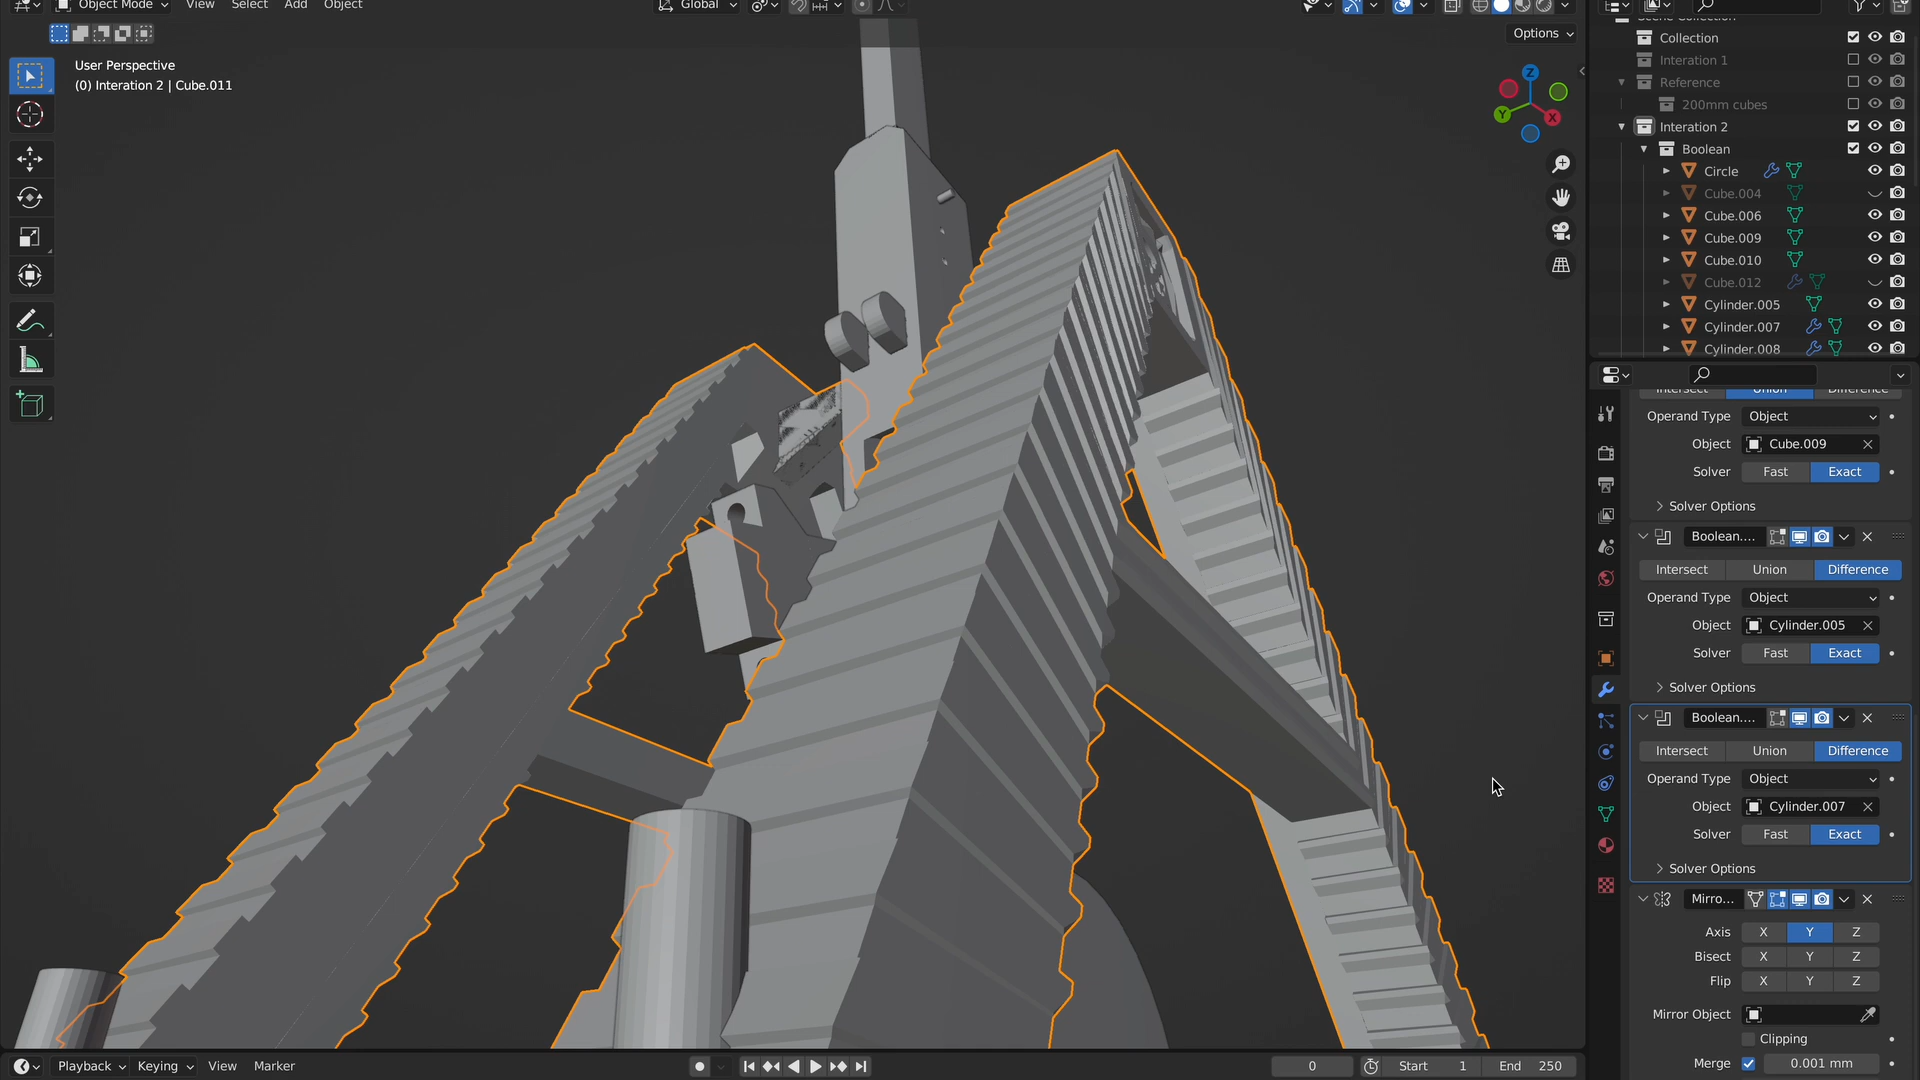 Object Mode
View
Select
Add
Object
Global
Options
User Perspective
(0) Interation 2 | Cube.011
Z
Y
X
Scene Collection
Collection
Interation 1
Reference
200mm cubes
Interation 2
Boolean
Circle
Cube.004
Cube.006
Cube.009
Cube.010
Cube.012
Cylinder.005
Cylinder.007
Cylinder.008
Intersect Union Difference
Operand Type Object
Object Cube.009
Solver Fast Exact
Solver Options
Boolean....
Intersect Union Difference
Operand Type Object
Object Cylinder.005
Solver Fast Exact
Solver Options
Boolean....
Intersect Union Difference
Operand Type Object
Object Cylinder.007
Solver Fast Exact
Solver Options
Mirro...
Axis X Y Z
Bisect X Y Z
Flip X Y Z
Mirror Object
Clipping
Merge 0.001 mm
Playback
Keying
View
Marker
0
Start 1
End 250